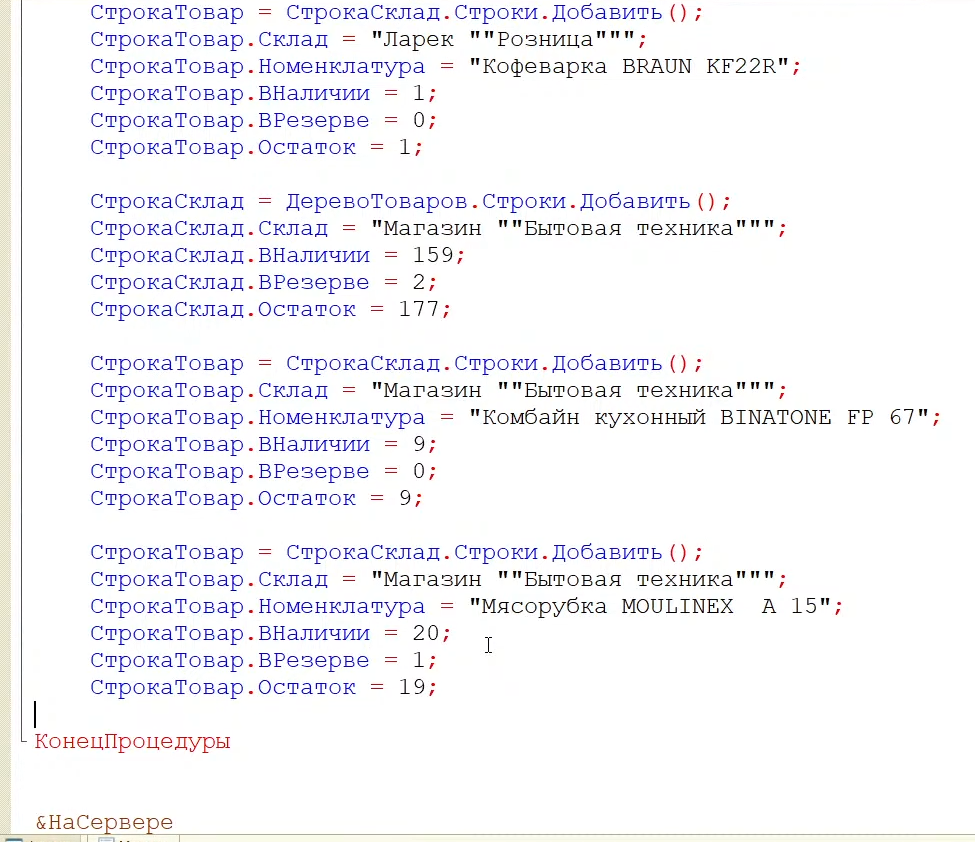 СтрокаТовар = СтрокаСклад.Строки.Добавить();
СтрокаТовар.Склад = "Ларек ""Розница""";
СтрокаТовар.Номенклатура = "Кофеварка BRAUN KF22R";
СтрокаТовар.ВНаличии = 1;
СтрокаТовар.ВРезерве = 0;
СтрокаТовар.Остаток = 1;
СтрокаСклад = ДеревоТоваров.Строки.Добавить();
СтрокаСклад.Склад = "Магазин ""Бытовая техника""";
СтрокаСклад.ВНаличии = 159;
СтрокаСклад.ВРезерве = 2;
СтрокаСклад.Остаток = 177;
СтрокаТовар = СтрокаСклад.Строки.Добавить();
СтрокаТовар.Склад = "Магазин ""Бытовая техника""";
СтрокаТовар.Номенклатура = "Комбайн кухонный BINATONE FP 67";
СтрокаТовар.ВНаличии = 9;
СтрокаТовар.ВРезерве = 0;
СтрокаТовар.Остаток = 9;
СтрокаТовар = СтрокаСклад.Строки.Добавить();
СтрокаТовар.Склад = "Магазин ""Бытовая техника""";
СтрокаТовар.Номенклатура = "Мясорубка MOULINEX  A 15";
СтрокаТовар.ВНаличии = 20;
СтрокаТовар.ВРезерве = 1;
СтрокаТовар.Остаток = 19;
КонецПроцедуры
&НаСервере